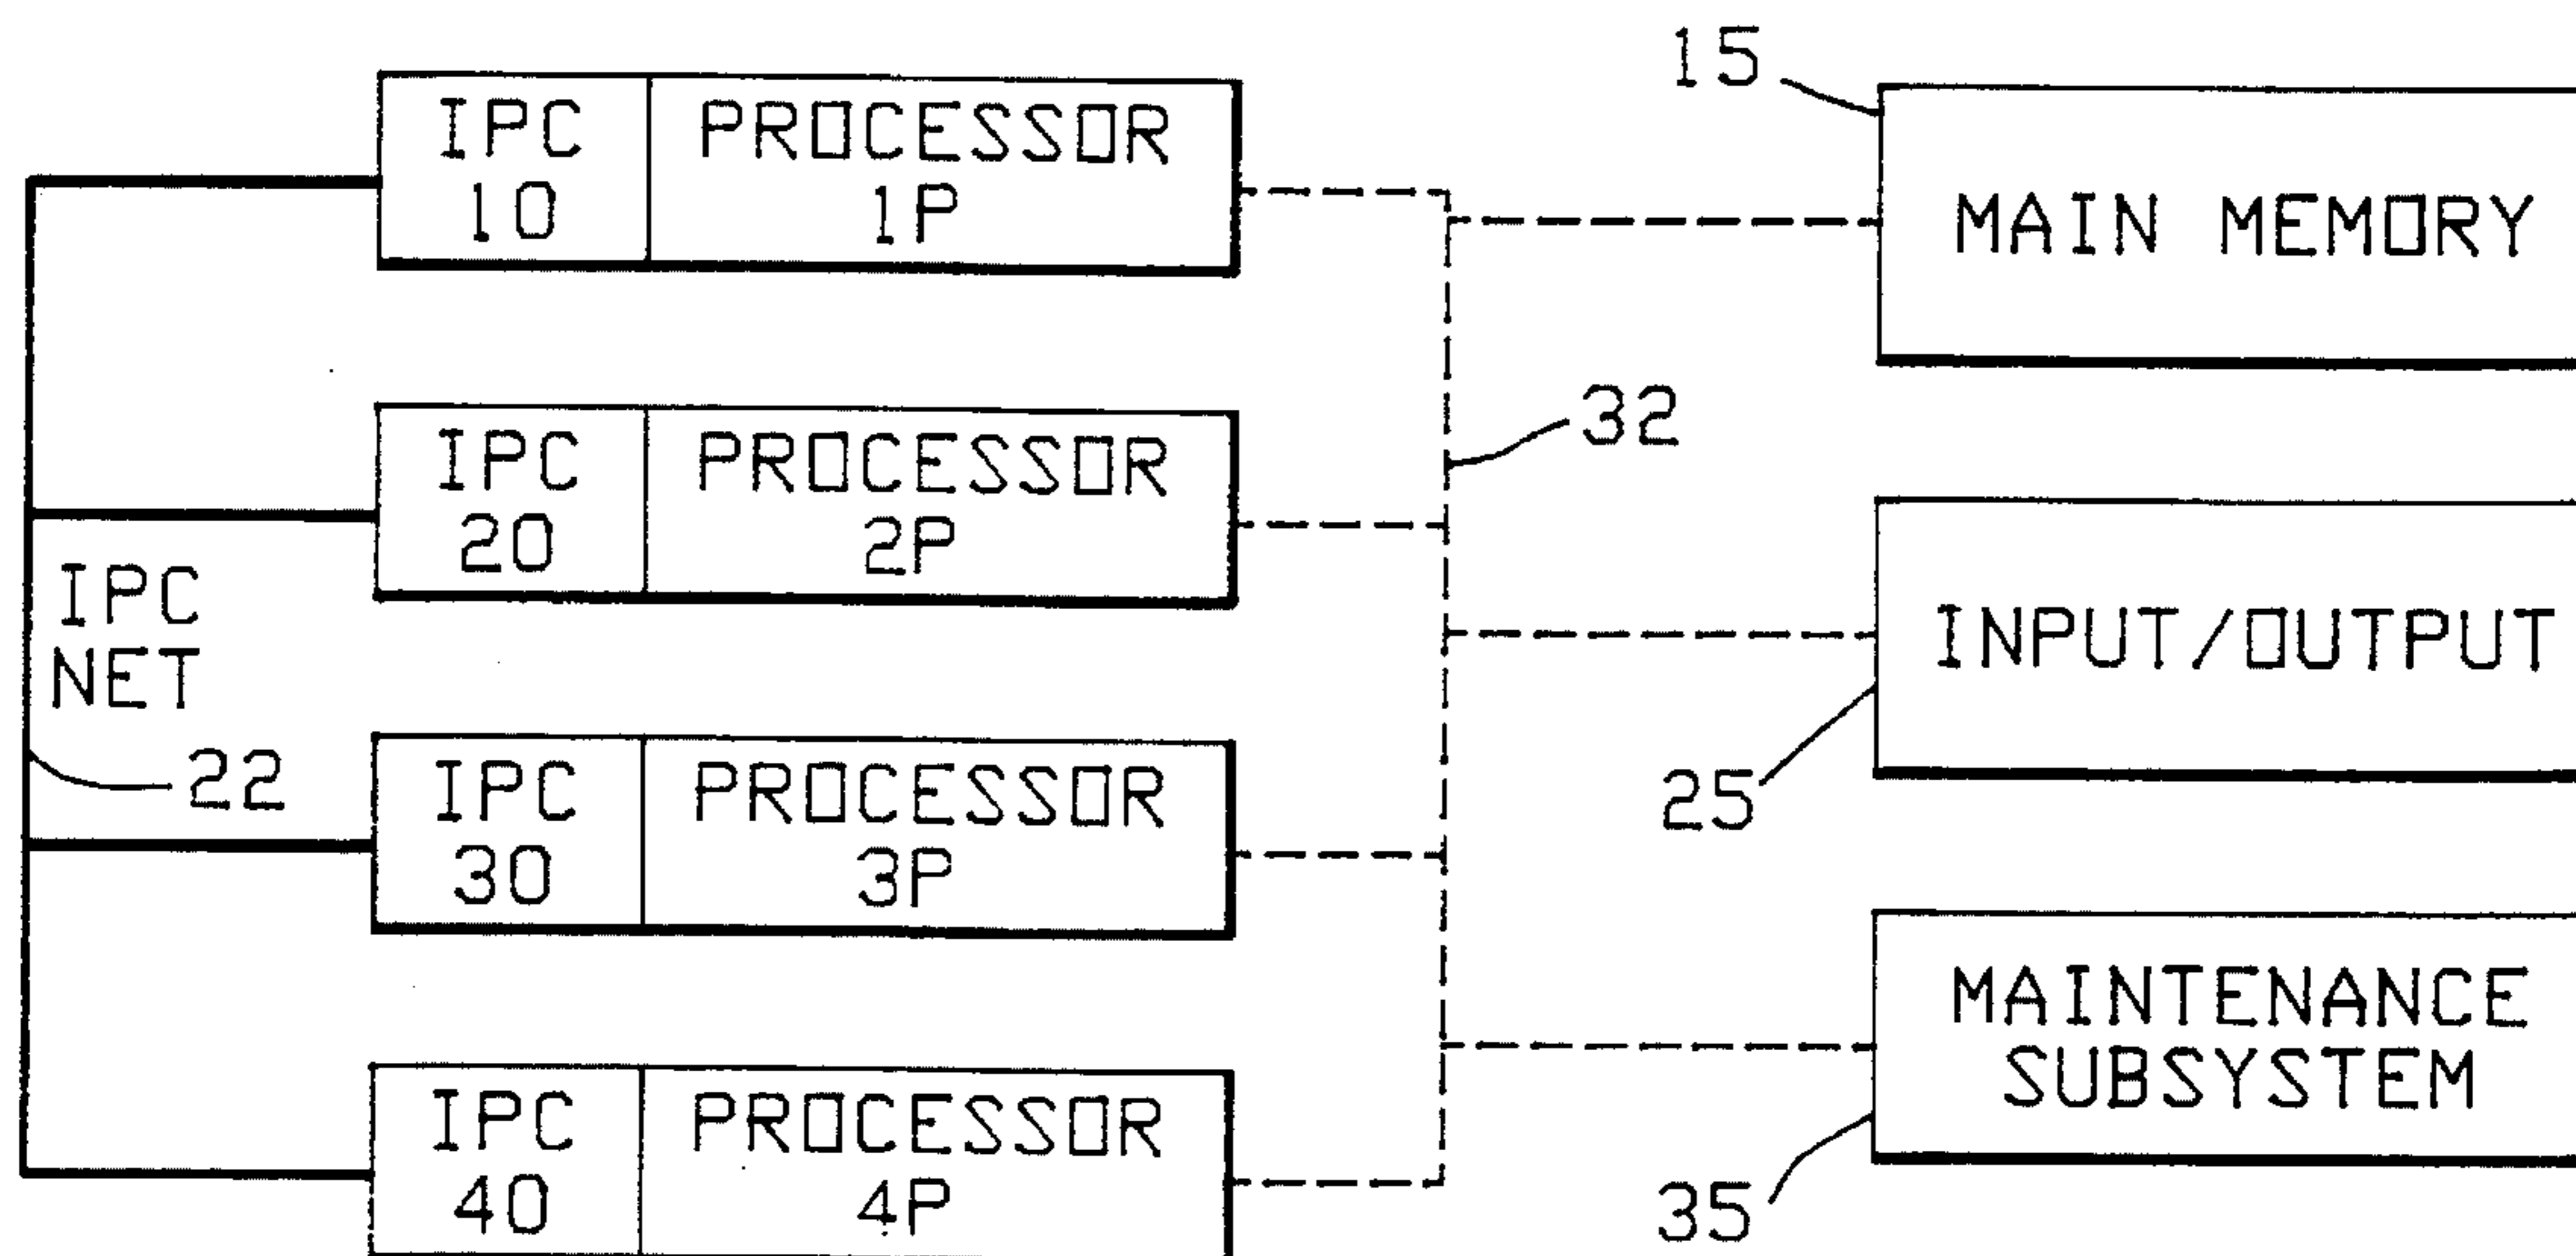 IPC
10
PROCESSOR
1P
15
MAIN MEMORY
IPC
20
PROCESSOR
2P
32
IPC
NET
22
INPUT/OUTPUT
25
IPC
30
PROCESSOR
3P
MAINTENANCE
SUBSYSTEM
35
IPC
40
PROCESSOR
4P